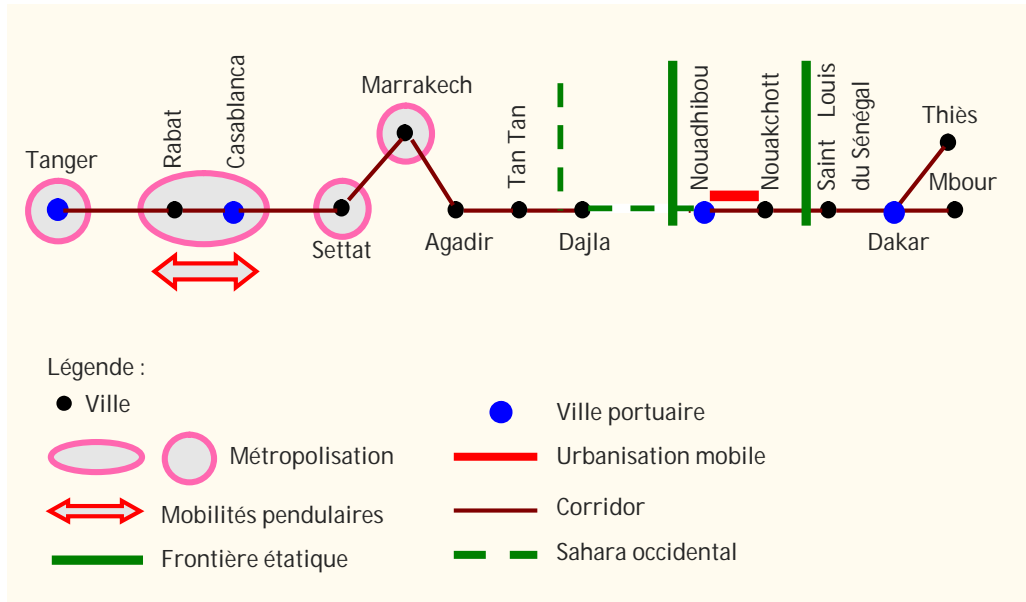 Tanger
Rabat
Casablanca
Settat
Marrakech
Agadir
Tan Tan
Dajla
Nouadhibou
Nouakchott
Saint Louis
du Sénégal
Dakar
Thiès
Mbour
Légende :
Ville
Métropolisation
Mobilités pendulaires
Frontière étatique
Ville portuaire
Urbanisation mobile
Corridor
Sahara occidental